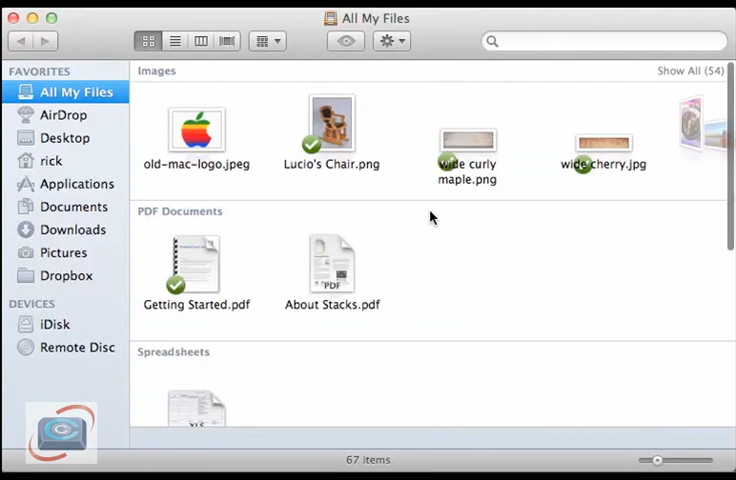 All My Files
FAVORITES
All My Files
AirDrop
Desktop
rick
Applications
Documents
Downloads
Pictures
Dropbox
DEVICES
iDisk
Remote Disc
Images
Show All (54)
old-mac-logo.jpeg
Lucio's Chair.png
wide curly
maple.png
wide cherry.jpg
PDF Documents
PDF
Getting Started.pdf
About Stacks.pdf
Spreadsheets
XLS
67 items